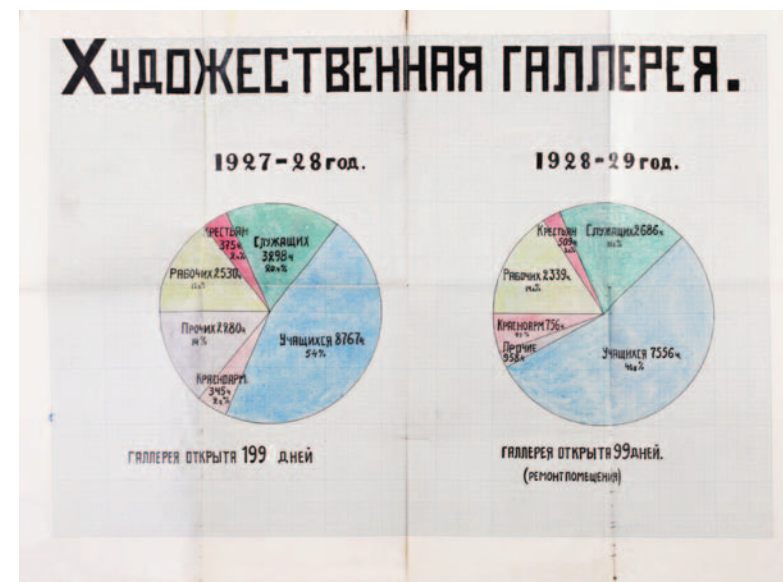 ХУДОЖЕСТВЕННАЯ ГАЛЛЕРЕЯ.
1927-28 год.
КРЕСТЬЯН
375ч
СЛУЖАЩИХ
3298ч
РАБОЧИХ 2530ч
ПРОЧИХ 2280ч
14%
УЧАЩИХСЯ 8767ч
54%
КРАСНОАРМ.
345ч
ГАЛЛЕРЕЯ ОТКРЫТА 199 ДНЕЙ
1928-29 год.
КРЕСТЬЯН
509ч
СЛУЖАЩИХ 2686ч
РАБОЧИХ 2339ч
КРАСНОАРМ 756ч
ПРОЧИЕ
958ч
УЧАЩИХСЯ 7556ч
ГАЛЛЕРЕЯ ОТКРЫТА 99 ДНЕЙ.
(РЕМОНТ ПОМЕЩЕНИЯ)